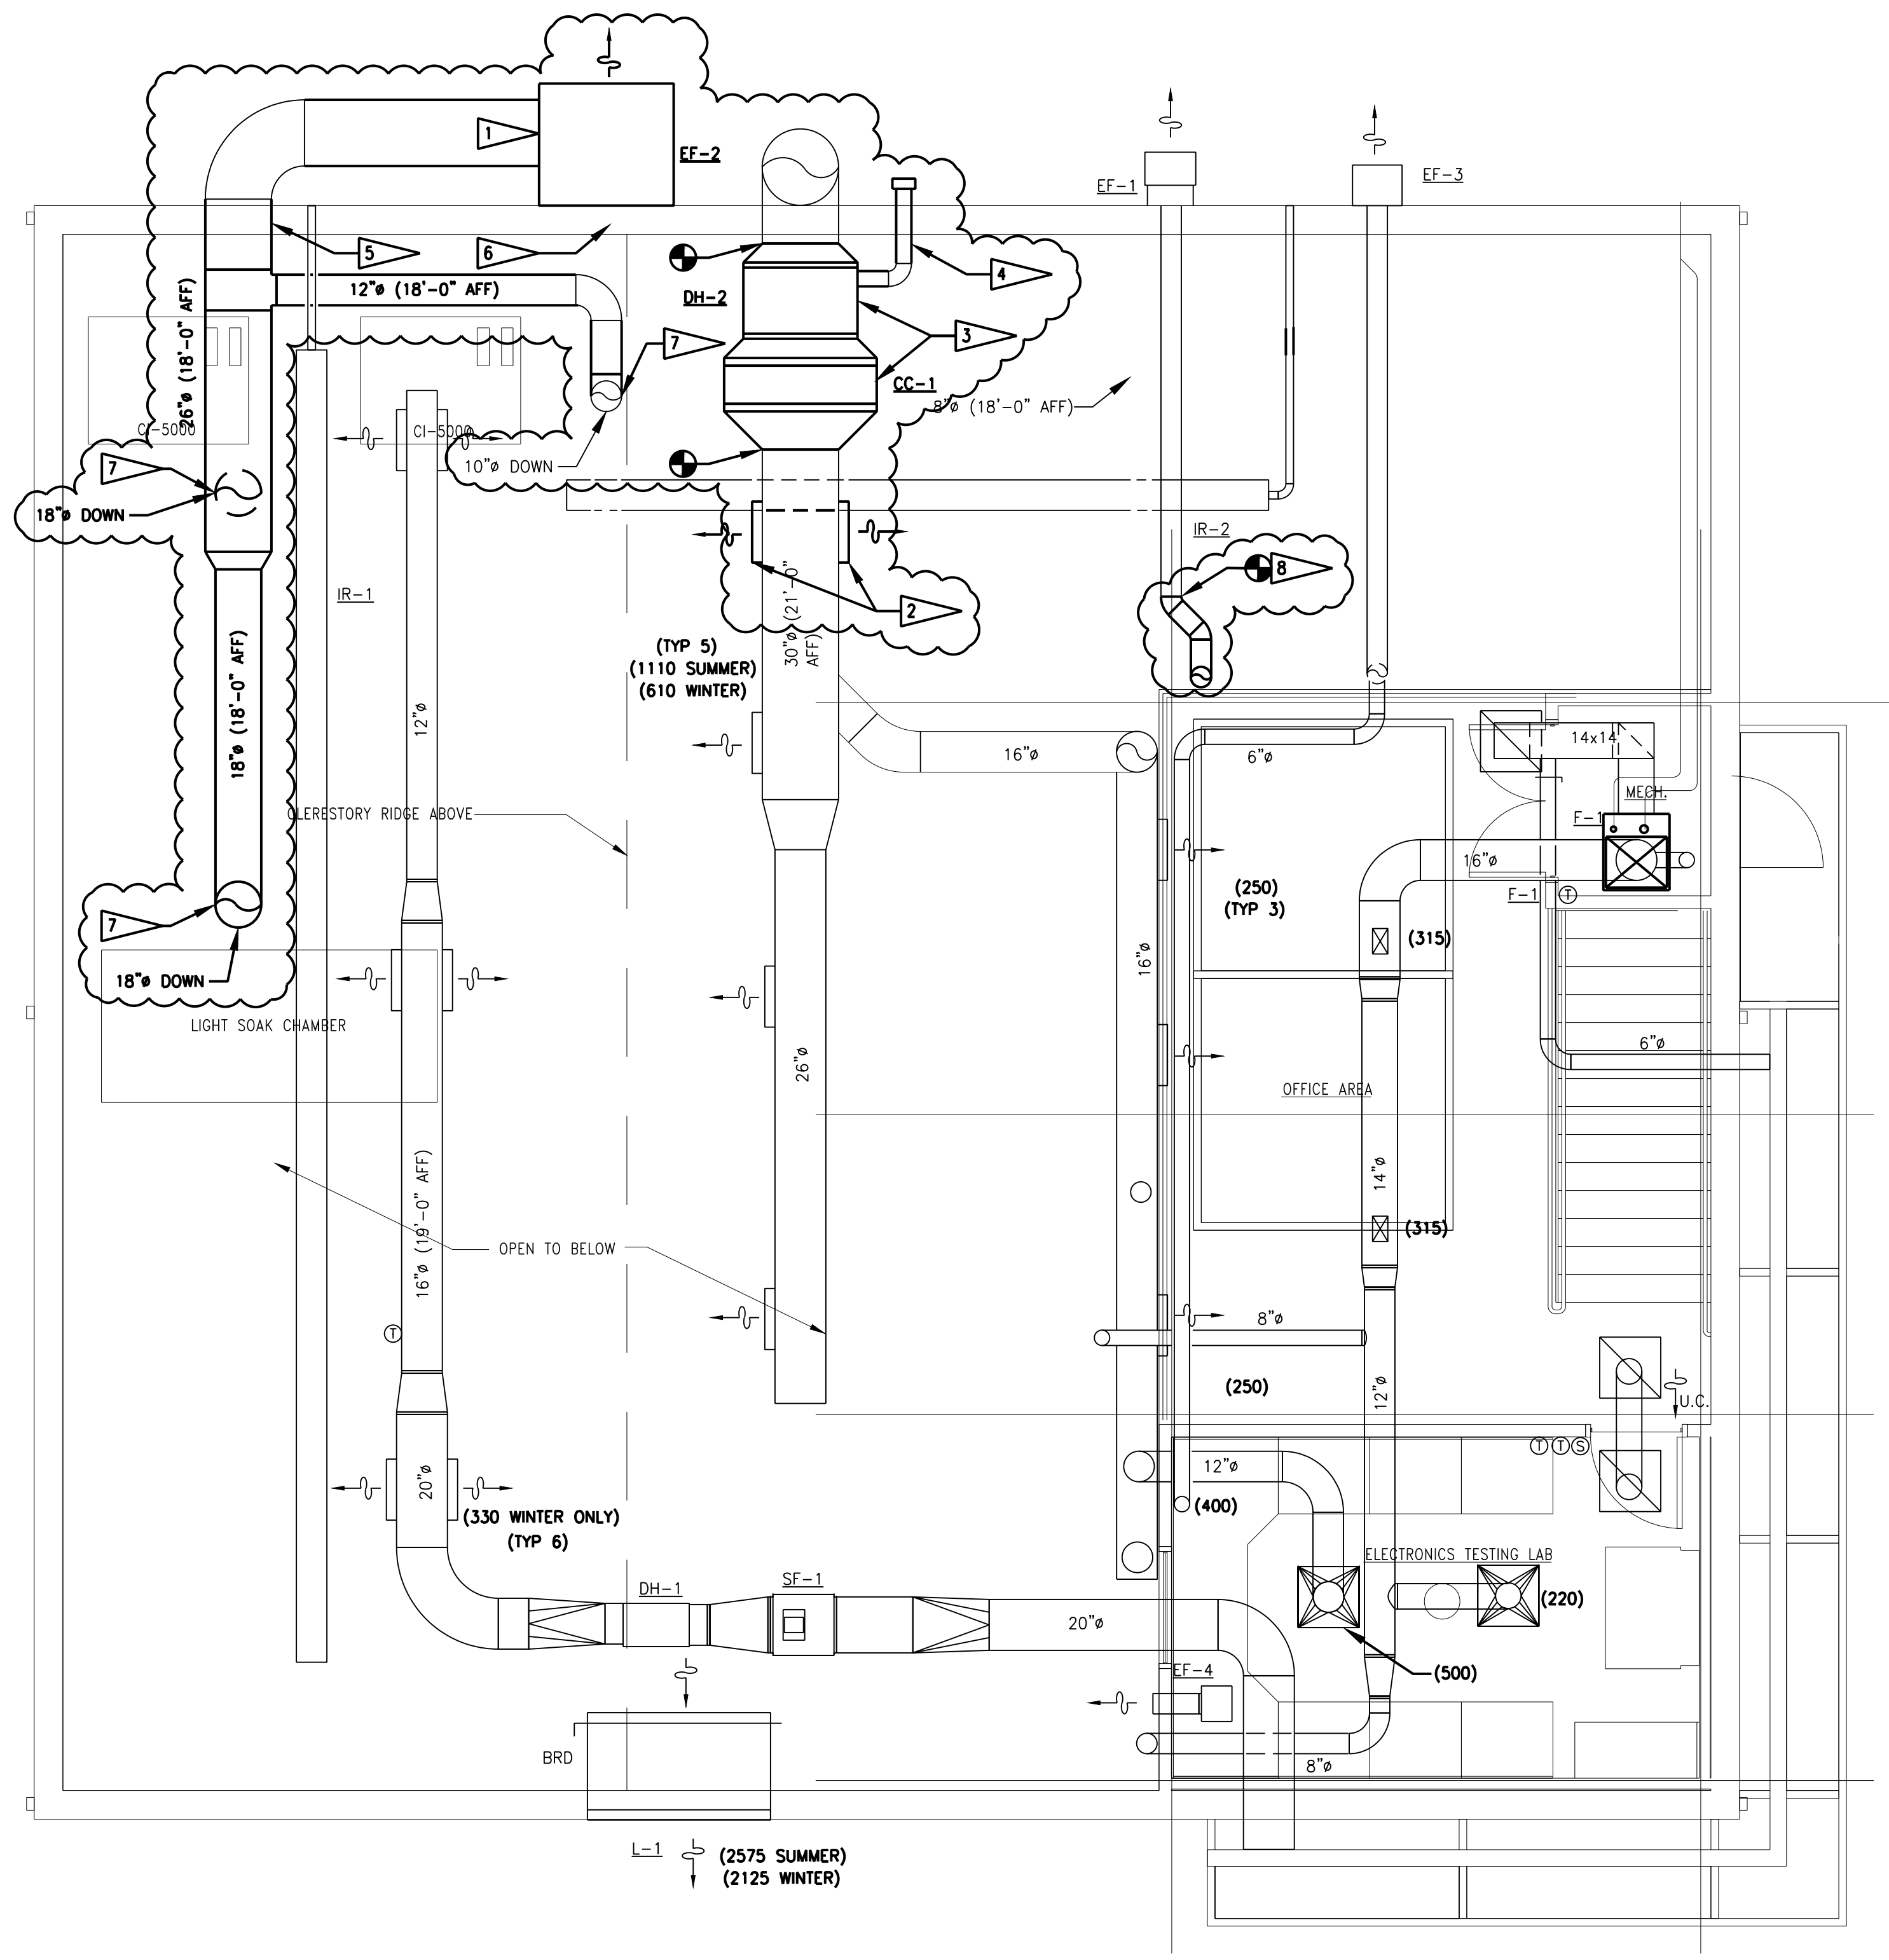 1
EF-2
EF-1
EF-3
5
6
4
12"ø (18'-0" AFF)
26"ø (18'-0" AFF)
DH-2
3
7
CC-1
8"ø (18'-0" AFF)
CI-5000
CI-5000
10"ø DOWN
7
18"ø DOWN
IR-2
8
IR-1
2
30"ø (21'-0"
AFF)
(TYP 5)
(1110 SUMMER)
(610 WINTER)
18"ø (18'-0" AFF)
12"ø
16"ø
6"ø
14x14
MECH.
F-1
CLERESTORY RIDGE ABOVE
16"ø
(250)
(TYP 3)
F-1
T
7
(315)
16"ø
18"ø DOWN
LIGHT SOAK CHAMBER
26"ø
6"ø
OFFICE AREA
14"ø
16"ø (19'-0" AFF)
(315)
OPEN TO BELOW
T
8"ø
12"ø
(250)
U.C.
T
T
S
20"ø
12"ø
(400)
(330 WINTER ONLY)
(TYP 6)
ELECTRONICS TESTING LAB
DH-1
SF-1
(220)
20"ø
(500)
EF-4
BRD
8"ø
L-1
(2575 SUMMER)
(2125 WINTER)